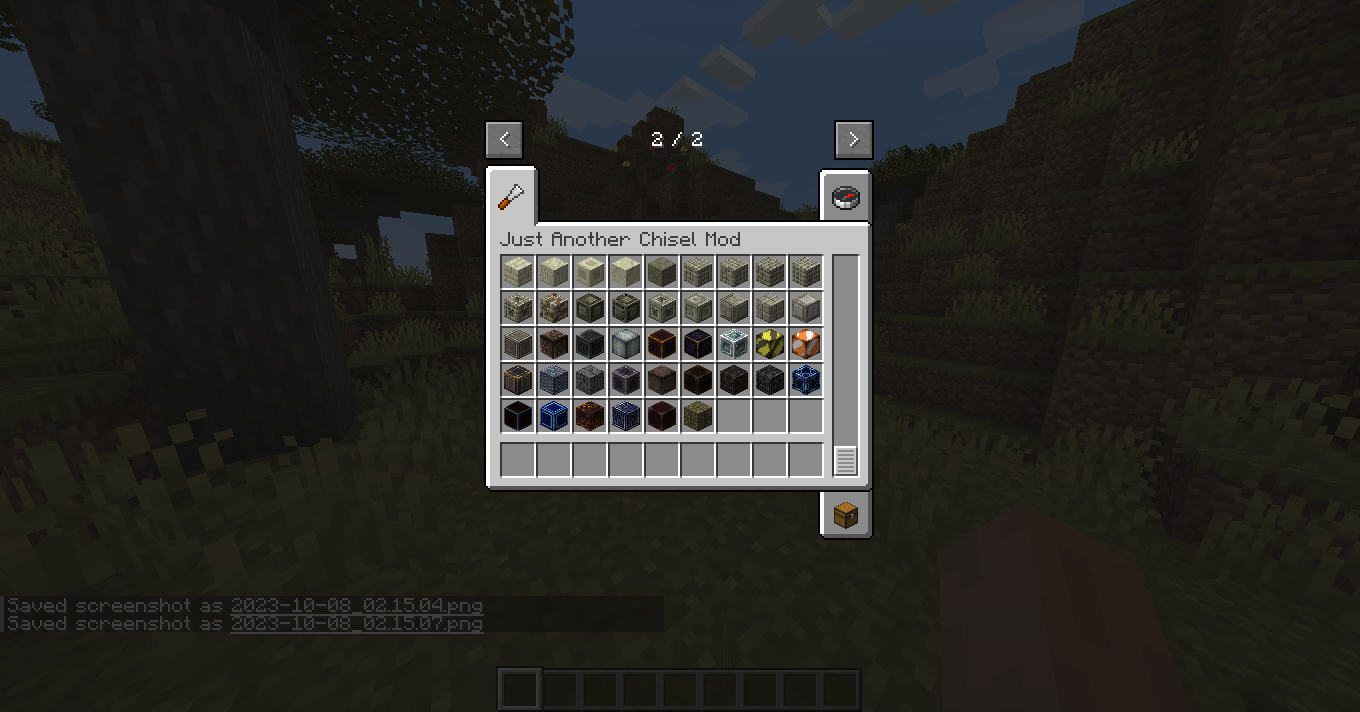 < 2 / 2 >
Just Another Chisel Mod
Saved screenshot as 2023-10-08_02.15.04.png
Saved screenshot as 2023-10-08_02.15.07.png